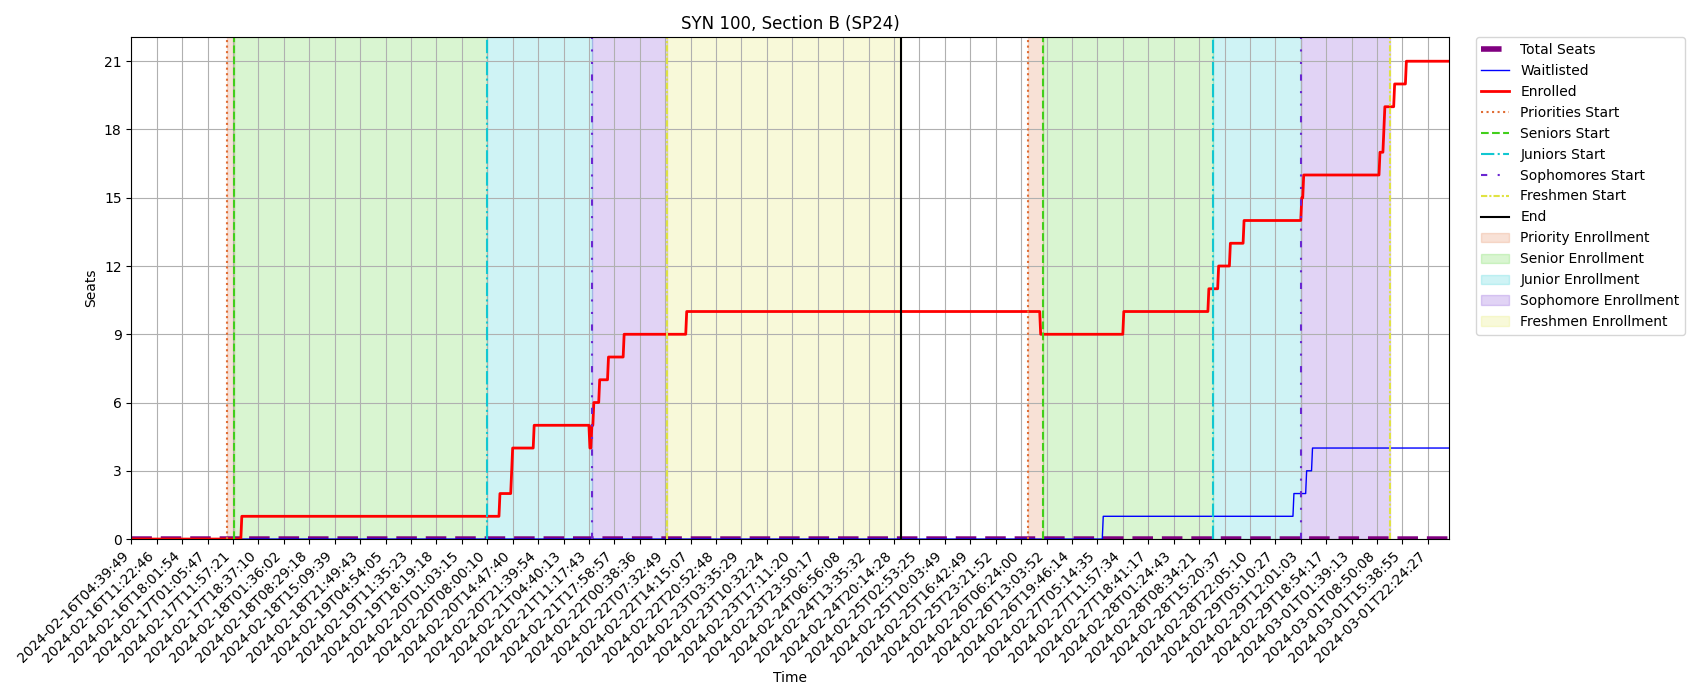 SYN 100, Section B (SP24)
Seats
21
18
15
12
9
6
3
0
2024-02-16T04:39:49
2024-02-16T11:22:46
2024-02-16T18:01:54
2024-02-17T01:05:47
2024-02-17T11:57:21
2024-02-17T18:37:10
2024-02-18T01:36:02
2024-02-18T08:29:18
2024-02-18T15:09:39
2024-02-18T21:49:43
2024-02-19T04:54:05
2024-02-19T11:35:23
2024-02-19T18:19:18
2024-02-20T01:03:15
2024-02-20T08:00:10
2024-02-20T14:47:40
2024-02-20T21:39:54
2024-02-21T04:40:13
2024-02-21T11:17:43
2024-02-21T17:58:57
2024-02-22T00:38:36
2024-02-22T07:32:49
2024-02-22T14:15:07
2024-02-22T20:52:48
2024-02-23T03:35:29
2024-02-23T10:32:24
2024-02-23T17:11:20
2024-02-23T23:50:17
2024-02-24T06:56:08
2024-02-24T13:35:32
2024-02-24T20:14:28
2024-02-25T02:53:25
2024-02-25T10:03:49
2024-02-25T16:42:49
2024-02-25T23:21:52
2024-02-26T06:24:00
2024-02-26T13:03:52
2024-02-26T19:46:14
2024-02-27T05:14:35
2024-02-27T11:57:34
2024-02-27T18:41:17
2024-02-28T01:24:43
2024-02-28T08:34:21
2024-02-28T15:20:37
2024-02-28T22:05:10
2024-02-29T05:10:27
2024-02-29T12:01:03
2024-02-29T18:54:17
2024-03-01T01:39:13
2024-03-01T08:50:08
2024-03-01T15:38:55
2024-03-01T22:24:27
Time
Total Seats
Waitlisted
Enrolled
Priorities Start
Seniors Start
Juniors Start
Sophomores Start
Freshmen Start
End
Priority Enrollment
Senior Enrollment
Junior Enrollment
Sophomore Enrollment
Freshmen Enrollment